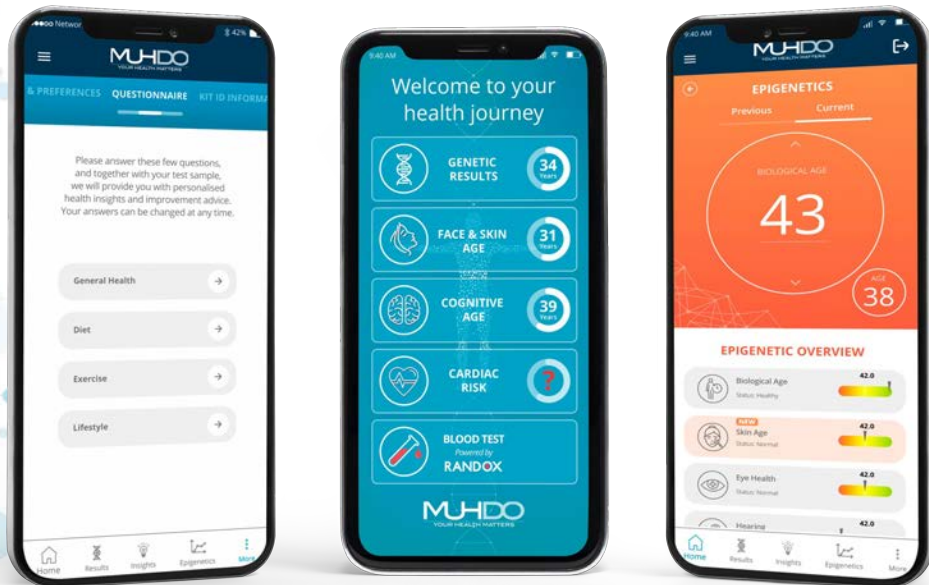 Networ
42%
MUHDO
YOUR HEALTH MATTERS
& PREFERENCES QUESTIONNAIRE KIT ID INFORMA
Please answer these few questions,
and together with your test sample,
we will provide you with personalised
health insights and improvement advice.
Your answers can be changed at any time.
General Health
Diet
Exercise
Lifestyle
Home Results Insights Epigenetics More
9:40 AM
Welcome to your
health journey
GENETIC
RESULTS
34
Years
FACE & SKIN
AGE
31
Years
COGNITIVE
AGE
39
Years
CARDIAC
RISK
?
BLOOD TEST
Powered by
RANDOX
MUHDO
YOUR HEALTH MATTERS
9:40 AM
MUHDO
YOUR HEALTH MATTERS
EPIGENETICS
Previous Current
BIOLOGICAL AGE
43
AGE
38
EPIGENETIC OVERVIEW
Biological Age
Status: Healthy
42.0
NEW
Skin Age
Status: Normal
42.0
Eye Health
Status: Normal
42.0
Hearing
42.0
Home Results Insights Epigenetics More